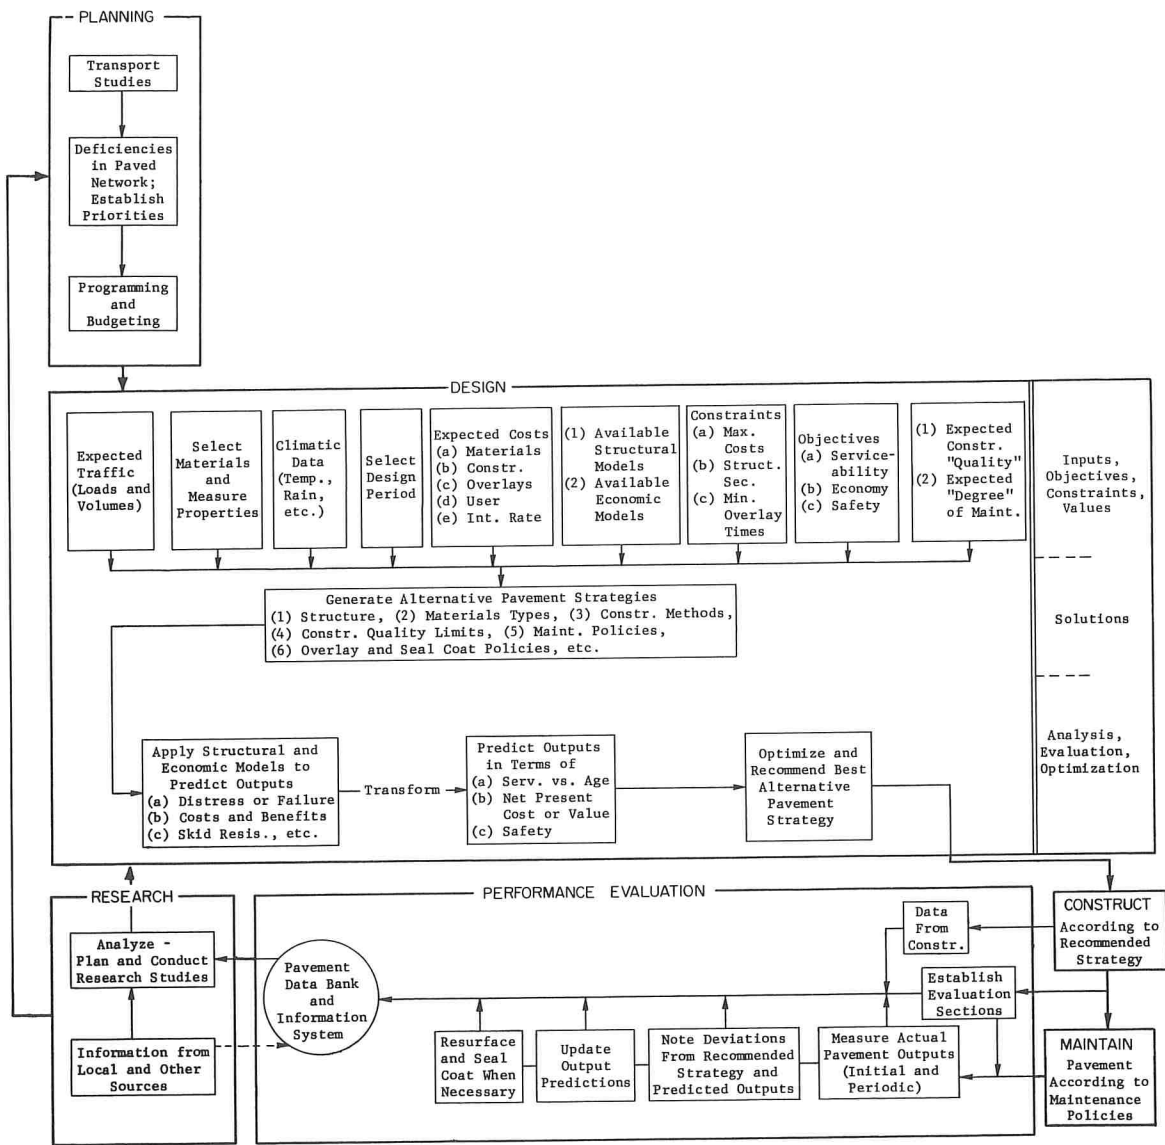 PLANNING
Transport
Studies
Deficiencies
in Paved
Network;
Establish
Priorities
Programming
and
Budgeting
DESIGN
Expected
Traffic
(Loads and
Volumes)
Select
Materials
and
Measure
Properties
Climatic
Data
(Temp.,
Rain,
etc.)
Select
Design
Period
Expected Costs
(a) Materials
(b) Constr.
(c) Overlays
(d) User
(e) Int. Rate
(1) Available
Structural
Models
(2) Available
Economic
Models
Constraints
(a) Max.
Costs
(b) Struct.
Sec.
(c) Min.
Overlay
Times
Objectives
(a) Service-
ability
(b) Economy
(c) Safety
(1) Expected
Constr.
"Quality"
(2) Expected
"Degree"
of Maint.
Inputs,
Objectives,
Constraints,
Values
Generate Alternative Pavement Strategies
(1) Structure, (2) Materials Types, (3) Constr. Methods,
(4) Constr. Quality Limits, (5) Maint. Policies,
(6) Overlay and Seal Coat Policies, etc.
Solutions
Apply Structural and
Economic Models to
Predict Outputs
(a) Distress or Failure
(b) Costs and Benefits
(c) Skid Resis., etc.
Transform
Predict Outputs
in Terms of
(a) Serv. vs. Age
(b) Net Present
Cost or Value
(c) Safety
Optimize and
Recommend Best
Alternative
Pavement
Strategy
Analysis,
Evaluation,
Optimization
RESEARCH
Analyze -
Plan and Conduct
Research Studies
Information from
Local and Other
Sources
PERFORMANCE EVALUATION
Pavement
Data Bank
and
Information
System
Data
From
Constr.
Establish
Evaluation
Sections
Resurface
and Seal
Coat When
Necessary
Update
Output
Predictions
Note Deviations
From Recommended
Strategy and
Predicted Outputs
Measure Actual
Pavement Outputs
(Initial and
Periodic)
CONSTRUCT
According to
Recommended
Strategy
MAINTAIN
Pavement
According to
Maintenance
Policies